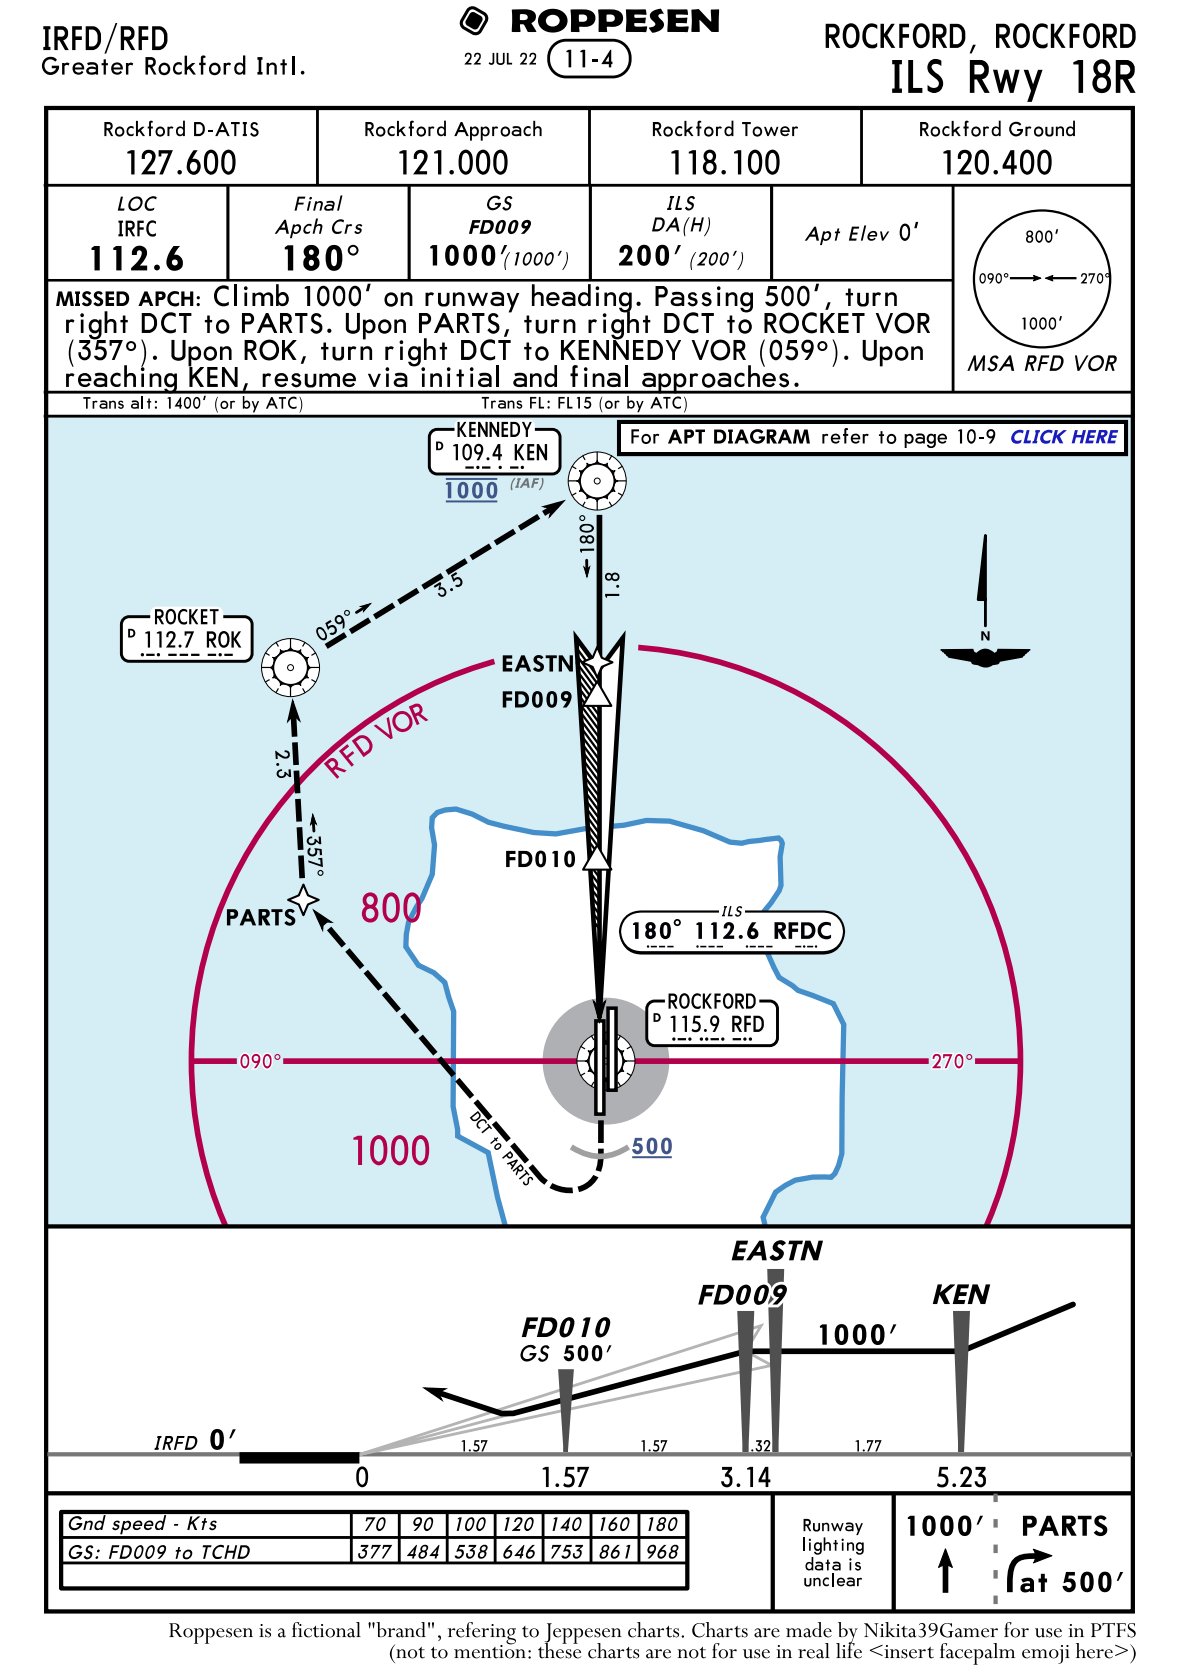 IRFD/RFD
Greater Rockford Intl.
ROPPESEN
22 JUL 22 11-4
ROCKFORD, ROCKFORD
ILS Rwy 18R
Rockford D-ATIS
127.600
Rockford Approach
121.000
Rockford Tower
118.100
Rockford Ground
120.400
LOC
IRFC
112.6
Final
Apch Crs
180°
GS
FD009
1000'(1000')
ILS
DA(H)
200' (200')
Apt Elev 0'
800'
090° 270°
1000'
MSA RFD VOR
MISSED APCH: Climb 1000' on runway heading. Passing 500', turn
right DCT to PARTS. Upon PARTS, turn right DCT to ROCKET VOR
(357°). Upon ROK, turn right DCT to KENNEDY VOR (059°). Upon
reaching KEN, resume via initial and final approaches.
Trans alt: 1400' (or by ATC) Trans FL: FL15 (or by ATC)
For APT DIAGRAM refer to page 10-9 CLICK HERE
KENNEDY
D 109.4 KEN
1000 (IAF)
180°
1.8
3.5
059°
ROCKET
D 112.7 ROK
N
EASTN
FD009
RFD VOR
2.3
357°
FD010
PARTS
800
ILS
180° 112.6 RFDC
ROCKFORD
D 115.9 RFD
090°
270°
DCT to PARTS
500
1000
EASTN
FD009
KEN
FD010
GS 500'
1000'
IRFD 0'
1.57 1.57 .32 1.77
0 1.57 3.14 5.23
Gnd speed - Kts 70 90 100 120 140 160 180
GS: FD009 to TCHD 377 484 538 646 753 861 968
Runway
lighting
data is
unclear
1000'
PARTS
at 500'
Roppesen is a fictional "brand", refering to Jeppesen charts. Charts are made by Nikita39Gamer for use in PTFS
(not to mention: these charts are not for use in real life <insert facepalm emoji here>)